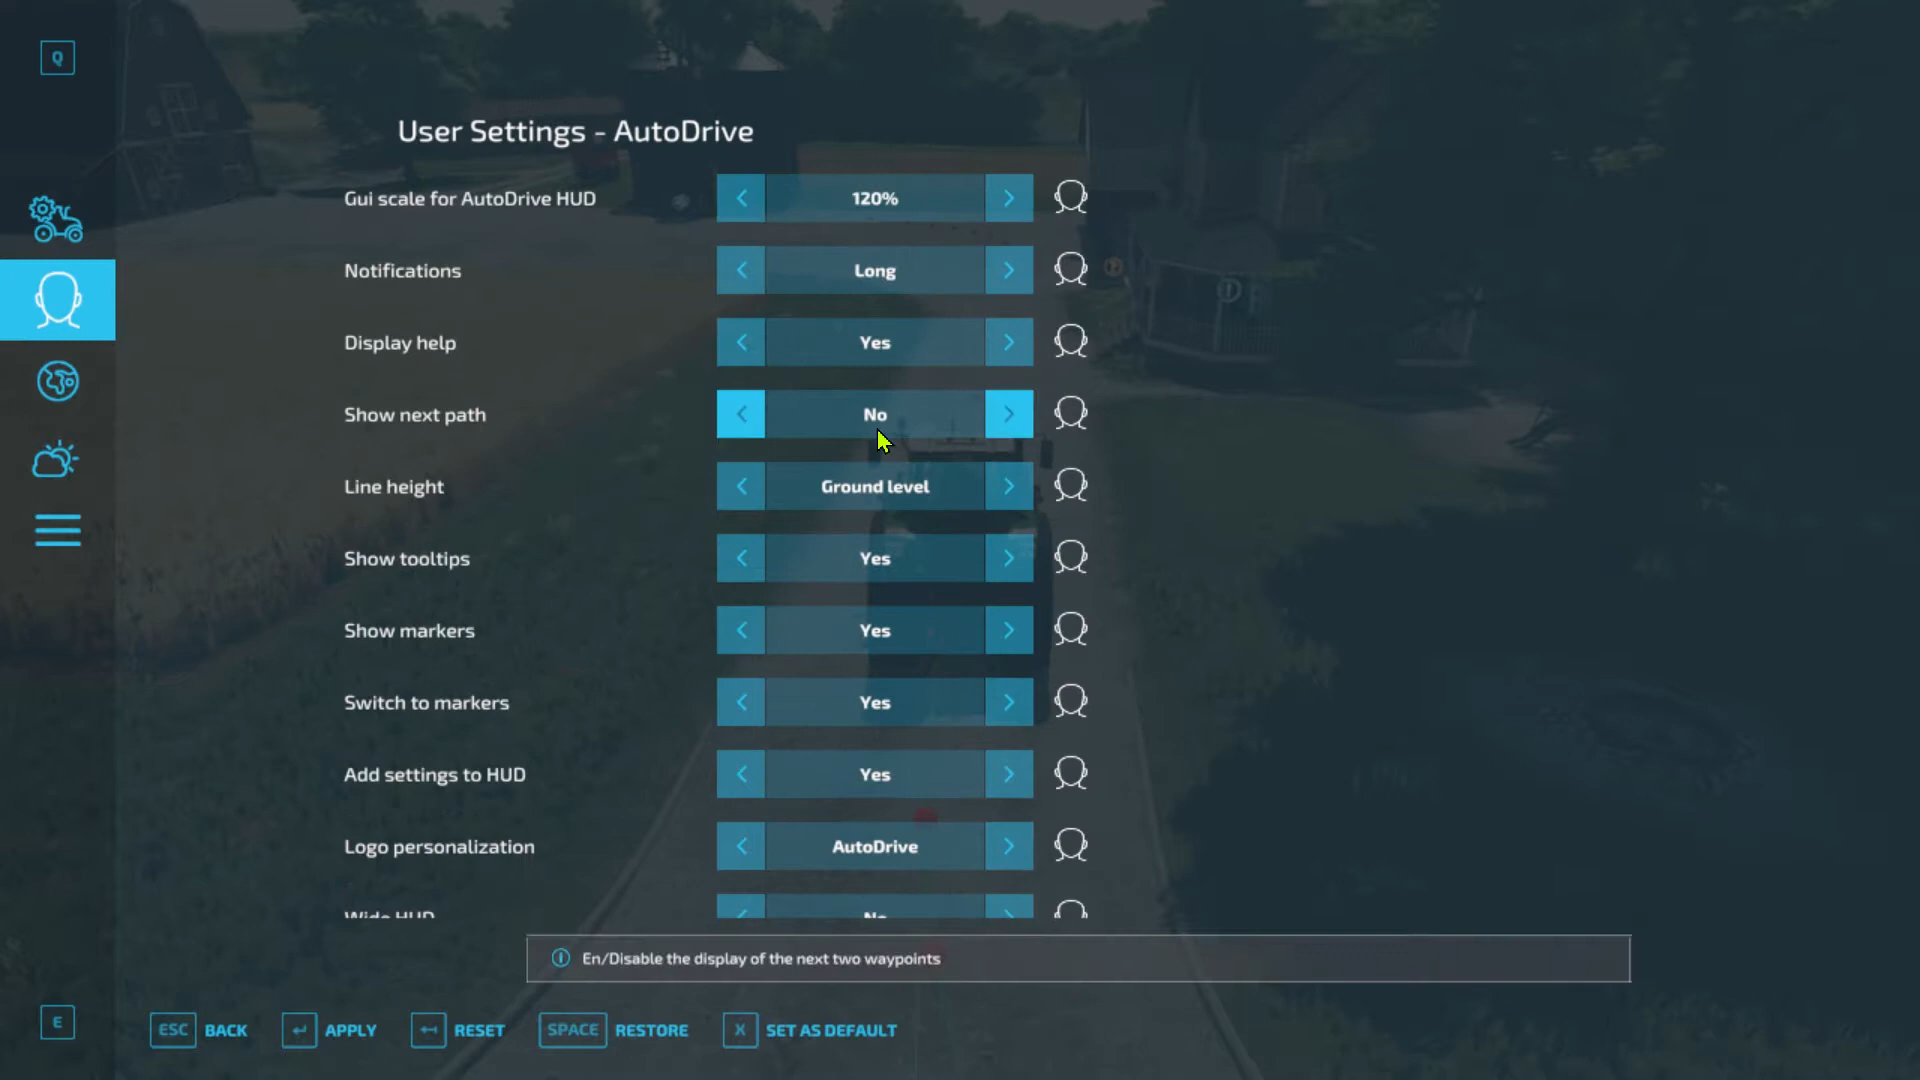 Q
User Settings - AutoDrive
Gui scale for AutoDrive HUD 120%
Notifications Long
Display help Yes
Show next path No
Line height Ground level
Show tooltips Yes
Show markers Yes
Switch to markers Yes
Add settings to HUD Yes
Logo personalization AutoDrive
Wide HUD No
En/Disable the display of the next two waypoints
E
ESC BACK APPLY RESET SPACE RESTORE X SET AS DEFAULT